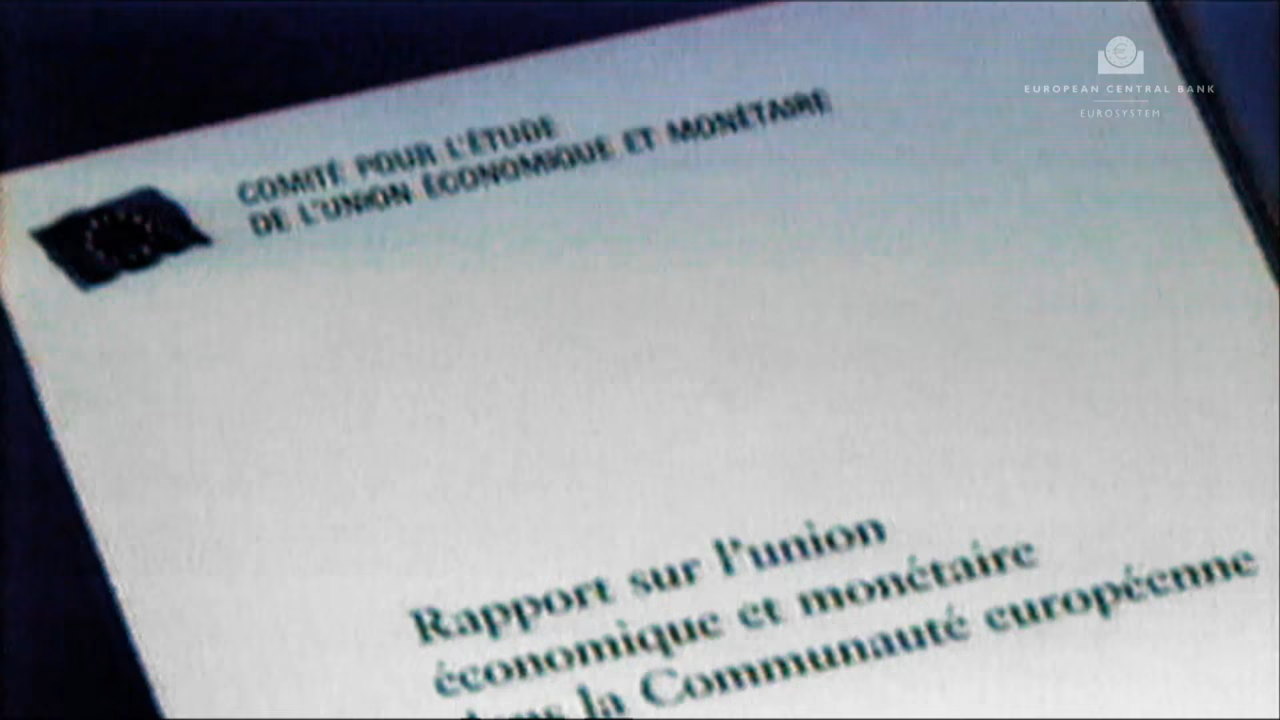 EUROPEAN CENTRAL BANK
EUROSYSTEM
COMITÉ POUR L'ÉTUDE
DE L'UNION ÉCONOMIQUE ET MONÉTAIRE
Rapport sur l'union
économique et monétaire
dans la Communauté européenne